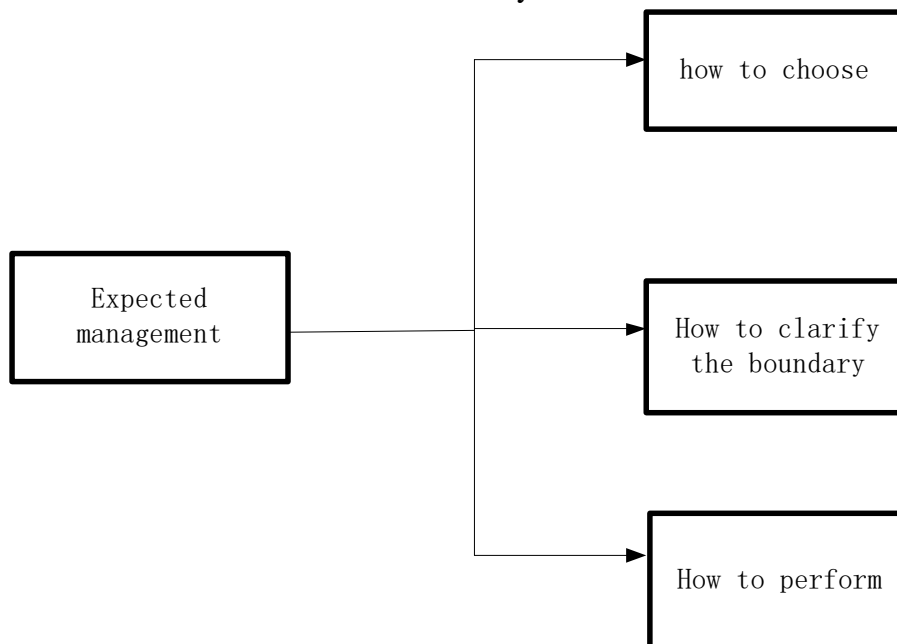 how to choose
Expected
management
How to clarify
the boundary
How to perform